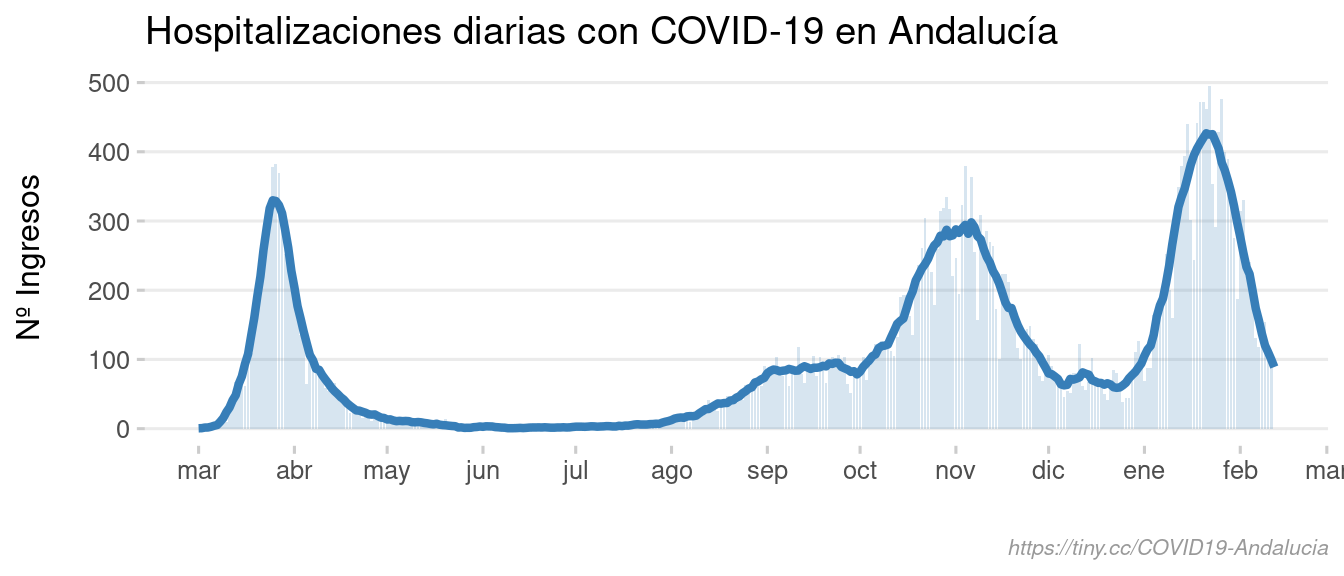 Hospitalizaciones diarias con COVID-19 en Andalucía
Nº Ingresos
500
400
300
200
100
0
mar abr may jun jul ago sep oct nov dic ene feb mar
https://tiny.cc/COVID19-Andalucia